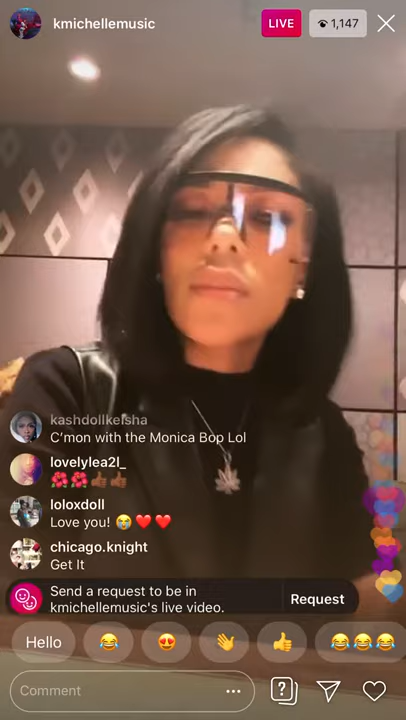 kmichellemusic
LIVE
1,147
kashdollkeisha
C'mon with the Monica Bop Lol
lovelylea2l_
🌺🌺👍🏾👍🏾
loloxdoll
Love you! 😭❤️❤️
chicago.knight
Get It
Send a request to be in
kmichellemusic's live video.
Request
Hello 😂 😍 👋 👍 😂😂😂
Comment